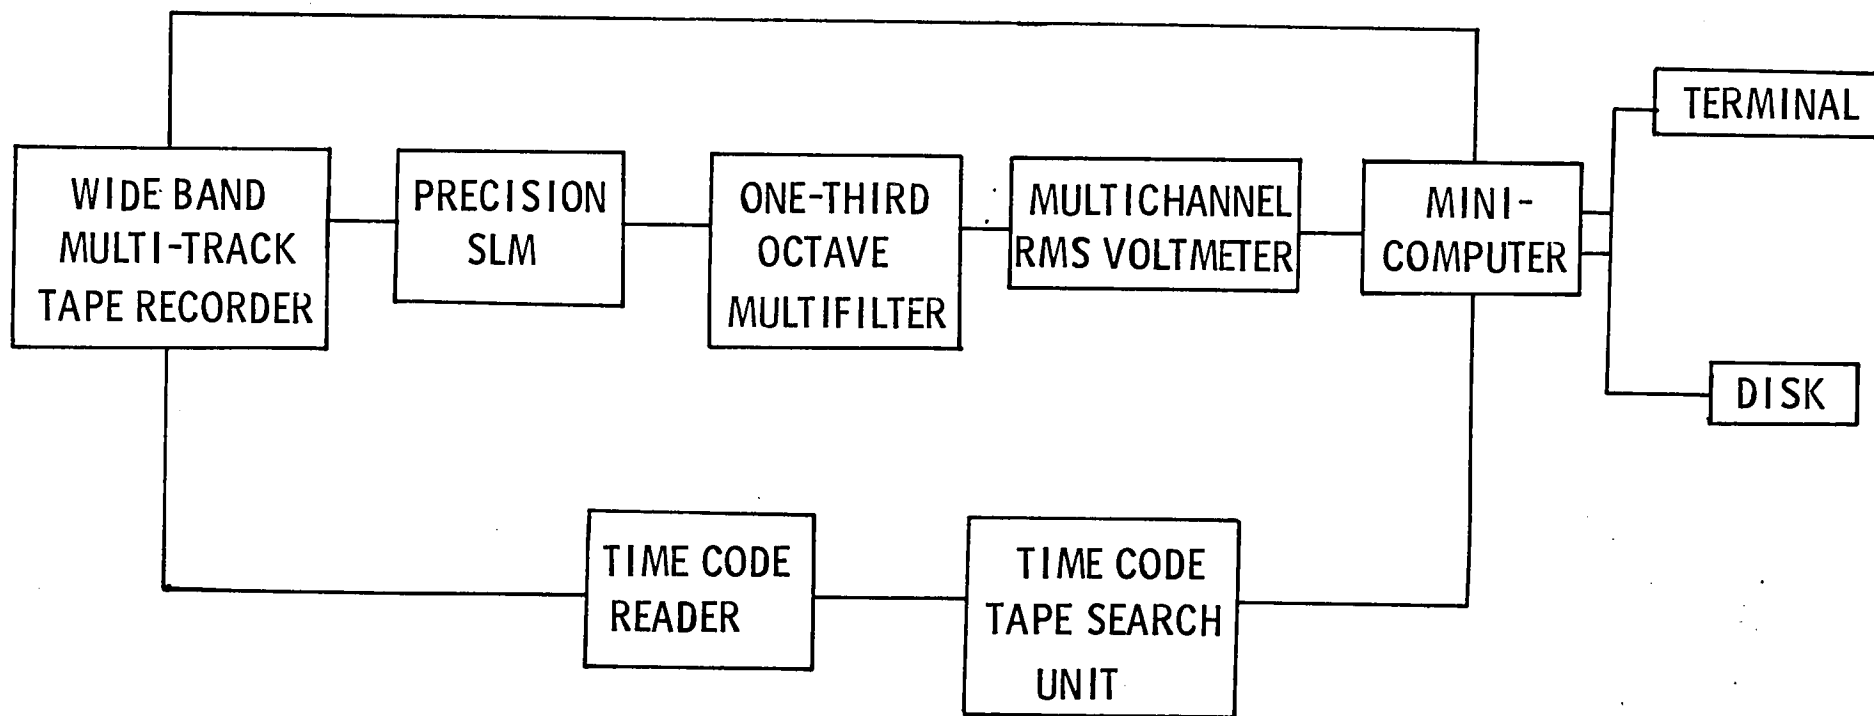 WIDE BAND
MULTI-TRACK
TAPE RECORDER
PRECISION
SLM
ONE-THIRD
OCTAVE
MULTIFILTER
MULTICHANNEL
RMS VOLTMETER
MINI-
COMPUTER
TERMINAL
DISK
TIME CODE
READER
TIME CODE
TAPE SEARCH
UNIT